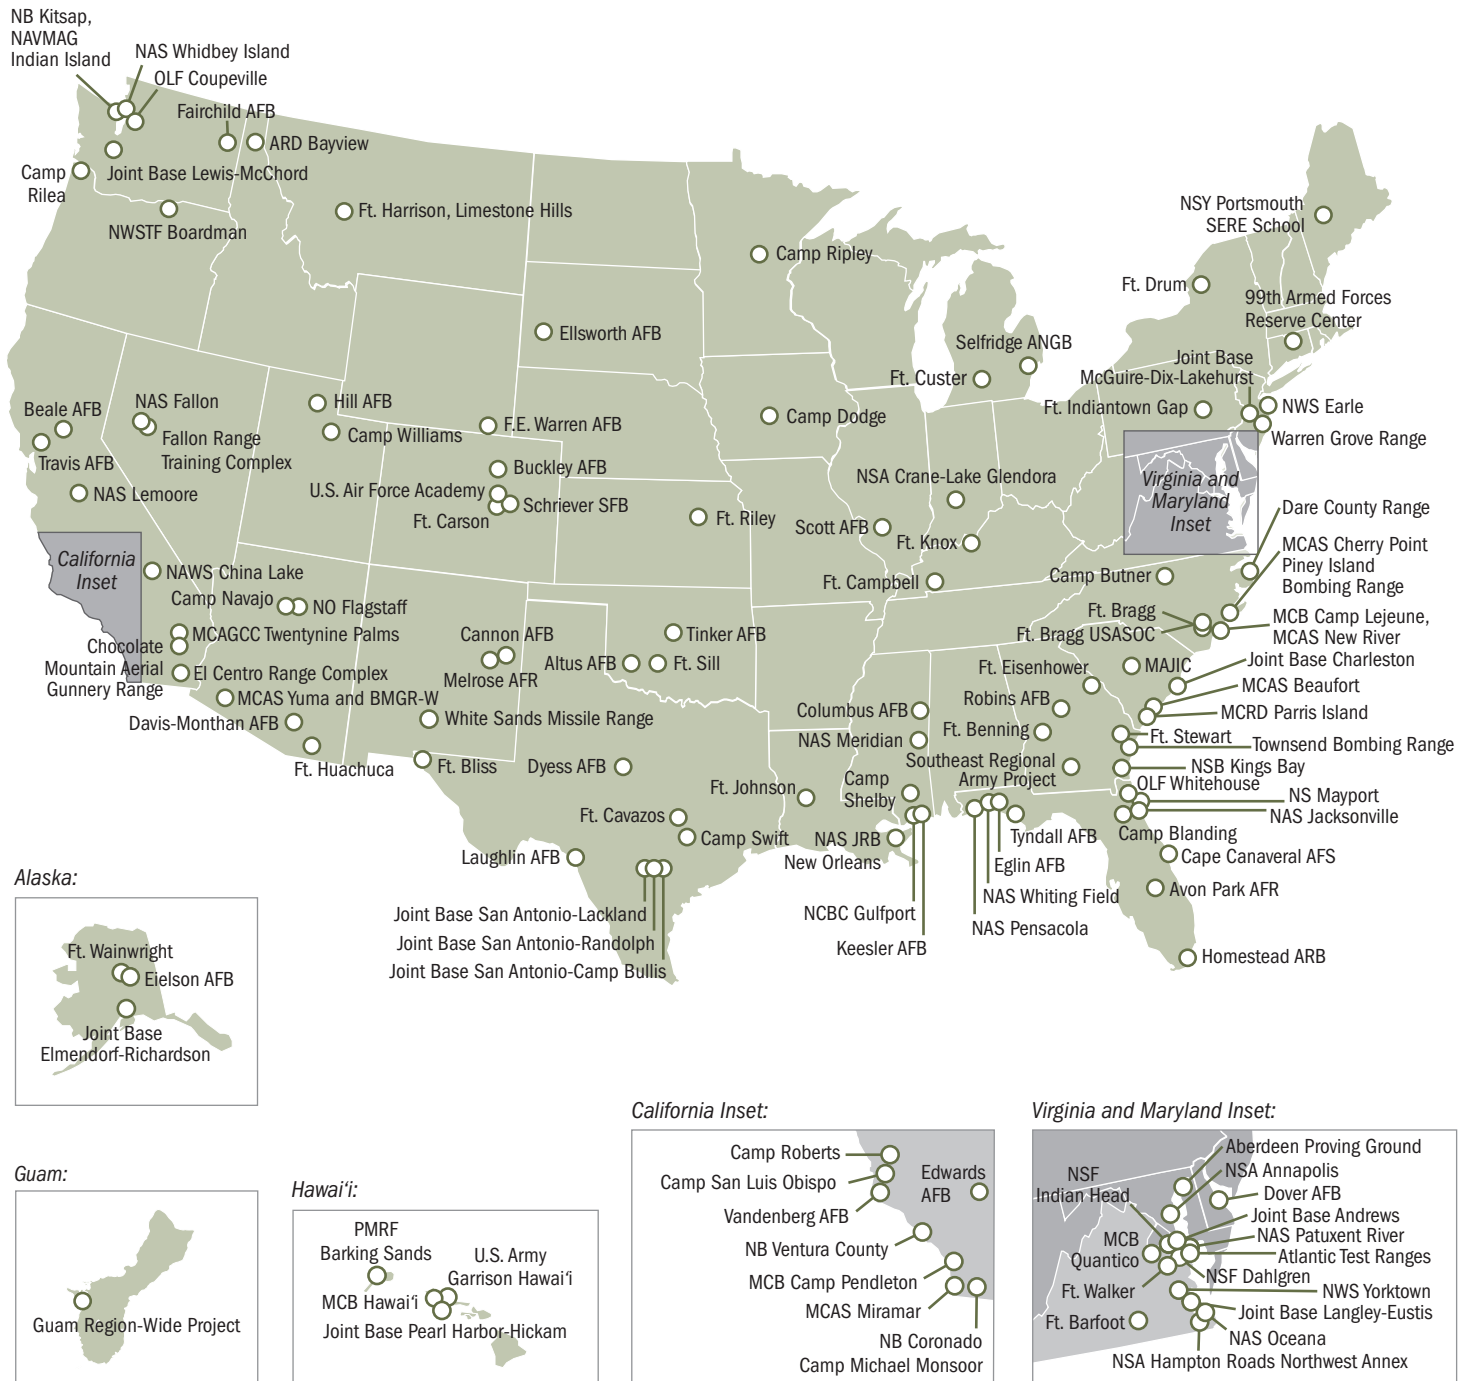 NB Kitsap,
NAVMAG
Indian Island
NAS Whidbey Island
OLF Coupeville
Fairchild AFB
ARD Bayview
Joint Base Lewis-McChord
Camp
Rilea
NWSTF Boardman
Ft. Harrison, Limestone Hills
Camp Ripley
NSY Portsmouth
SERE School
Ft. Drum
99th Armed Forces
Reserve Center
Ellsworth AFB
Selfridge ANGB
Ft. Custer
Joint Base
McGuire-Dix-Lakehurst
Ft. Indiantown Gap
NWS Earle
Warren Grove Range
Beale AFB
Travis AFB
NAS Fallon
Fallon Range
Training Complex
Hill AFB
Camp Williams
F.E. Warren AFB
Camp Dodge
Buckley AFB
U.S. Air Force Academy
Schriever SFB
Ft. Carson
NAS Lemoore
Ft. Riley
NSA Crane-Lake Glendora
Scott AFB
Ft. Knox
Ft. Campbell
Virginia and
Maryland
Inset
Dare County Range
MCAS Cherry Point
Piney Island
Bombing Range
California
Inset
NAWS China Lake
Camp Navajo
NO Flagstaff
Camp Butner
Ft. Bragg
Ft. Bragg USASOC
MCB Camp Lejeune,
MCAS New River
MCAGCC Twentynine Palms
Chocolate
Mountain Aerial
Gunnery Range
El Centro Range Complex
MCAS Yuma and BMGR-W
Davis-Monthan AFB
Ft. Huachuca
Cannon AFB
Melrose AFR
Tinker AFB
Altus AFB
Ft. Sill
White Sands Missile Range
Ft. Bliss
Dyess AFB
Ft. Eisenhower
MAJIC
Joint Base Charleston
MCAS Beaufort
MCRD Parris Island
Robins AFB
Columbus AFB
NAS Meridian
Ft. Benning
Ft. Stewart
Townsend Bombing Range
Southeast Regional
Army Project
NSB Kings Bay
OLF Whitehouse
NS Mayport
NAS Jacksonville
Camp
Shelby
Ft. Johnson
Ft. Cavazos
Camp Swift
NAS JRB
New Orleans
Tyndall AFB
Camp Blanding
Cape Canaveral AFS
Laughlin AFB
Eglin AFB
NAS Whiting Field
Avon Park AFR
NAS Pensacola
NCBC Gulfport
Keesler AFB
Joint Base San Antonio-Lackland
Joint Base San Antonio-Randolph
Joint Base San Antonio-Camp Bullis
Homestead ARB
Alaska:
Ft. Wainwright
Eielson AFB
Joint Base
Elmendorf-Richardson
Guam:
Guam Region-Wide Project
Hawai‘i:
PMRF
Barking Sands
U.S. Army
Garrison Hawai‘i
MCB Hawai‘i
Joint Base Pearl Harbor-Hickam
California Inset:
Camp Roberts
Camp San Luis Obispo
Edwards
AFB
Vandenberg AFB
NB Ventura County
MCB Camp Pendleton
MCAS Miramar
NB Coronado
Camp Michael Monsoor
Virginia and Maryland Inset:
Aberdeen Proving Ground
NSF
Indian Head
NSA Annapolis
Dover AFB
Joint Base Andrews
NAS Patuxent River
MCB
Quantico
Atlantic Test Ranges
NSF Dahlgren
Ft. Walker
NWS Yorktown
Joint Base Langley-Eustis
Ft. Barfoot
NAS Oceana
NSA Hampton Roads Northwest Annex